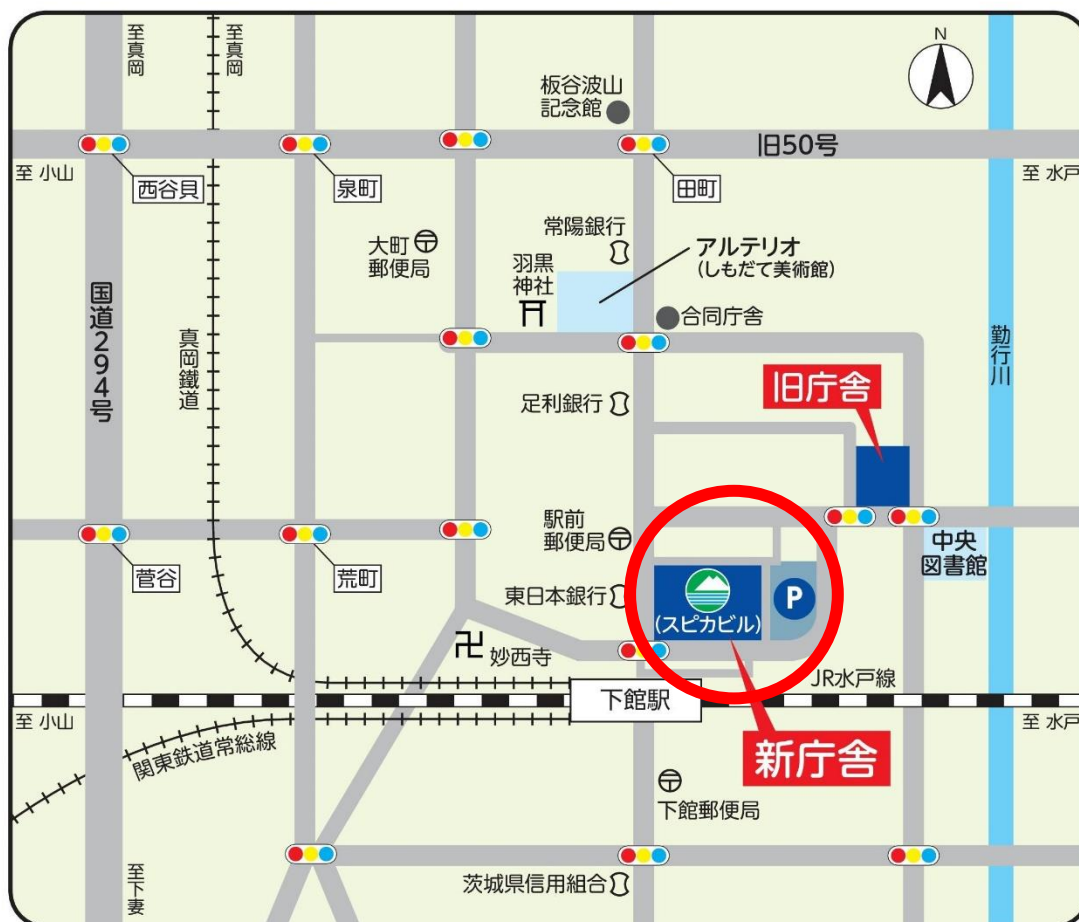 至真岡
至真岡
N
板谷波山
記念館
旧50号
至 小山
西谷貝
泉町
田町
至 水戸
常陽銀行
大町
郵便局
羽黒
神社
アルテリオ
(しもだて美術館)
国道294号
真岡鐵道
合同庁舎
勤行川
旧庁舎
足利銀行
駅前
郵便局
中央
図書館
菅谷
荒町
東日本銀行
(スピカビル)
P
妙西寺
JR水戸線
下館駅
至 小山
至 水戸
関東鉄道常総線
新庁舎
下館郵便局
至下妻
茨城県信用組合